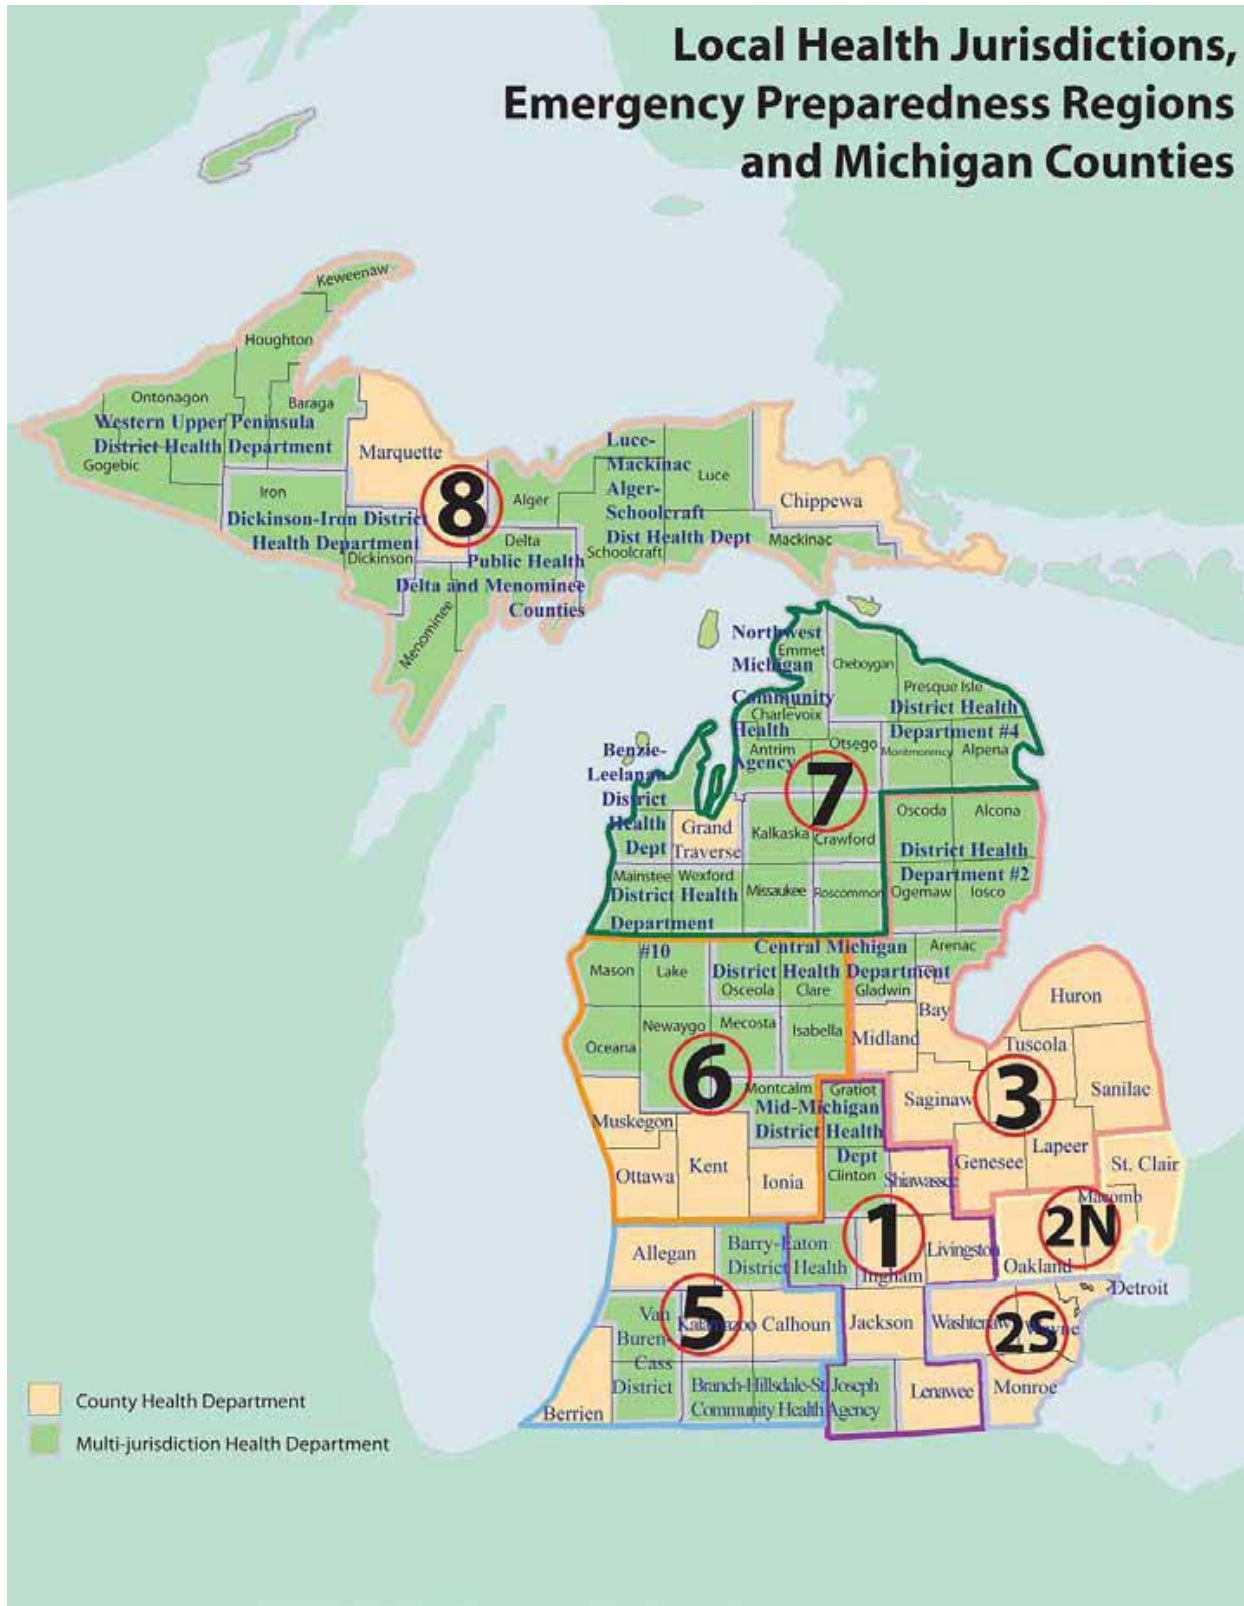 Local Health Jurisdictions,
Emergency Preparedness Regions
and Michigan Counties
Keweenaw
Houghton
Ontonagon
Baraga
Western Upper Peninsula
District Health Department
Gogebic
Marquette
Iron
Dickinson-Iron District
Health Department
Dickinson
8
Alger
Luce-
Mackinac
Alger-
Schoolcraft
Dist Health Dept
Luce
Chippewa
Mackinac
Schoolcraft
Delta
Public Health
Delta and Menominee
Counties
Menominee
Northwest
Michigan
Community
Health
Agency
Emmet
Cheboygan
Presque Isle
Charlevoix
District Health
Department #4
Antrim
Otsego
Montmorency
Alpena
Benzie-
Leelanau
District
Health
Dept
7
Grand
Traverse
Kalkaska
Crawford
Oscoda
Alcona
District Health
Department #2
Ogemaw
Iosco
Mainstee
Wexford
Missaukee
Roscommon
District Health
Department
#10
Central Michigan
District Health Department
Arenac
Mason
Lake
Osceola
Clare
Gladwin
Bay
Huron
Newaygo
Mecosta
Isabella
Midland
Tuscola
Oceana
6
3
Montcalm
Gratiot
Saginaw
Sanilac
Mid-Michigan
District Health
Dept
Muskegon
Kent
Ottawa
Ionia
Clinton
Shiawassee
Genesee
Lapeer
St. Clair
Macomb
1
2N
Allegan
Barry-Eaton
District Health
Ingham
Livingston
Oakland
Detroit
Van
Buren-
Cass
District
5
Kalamazoo
Calhoun
Jackson
Washtenaw
Wayne
2S
Berrien
Branch-Hillsdale-St. Joseph
Community Health Agency
Lenawee
Monroe
County Health Department
Multi-jurisdiction Health Department